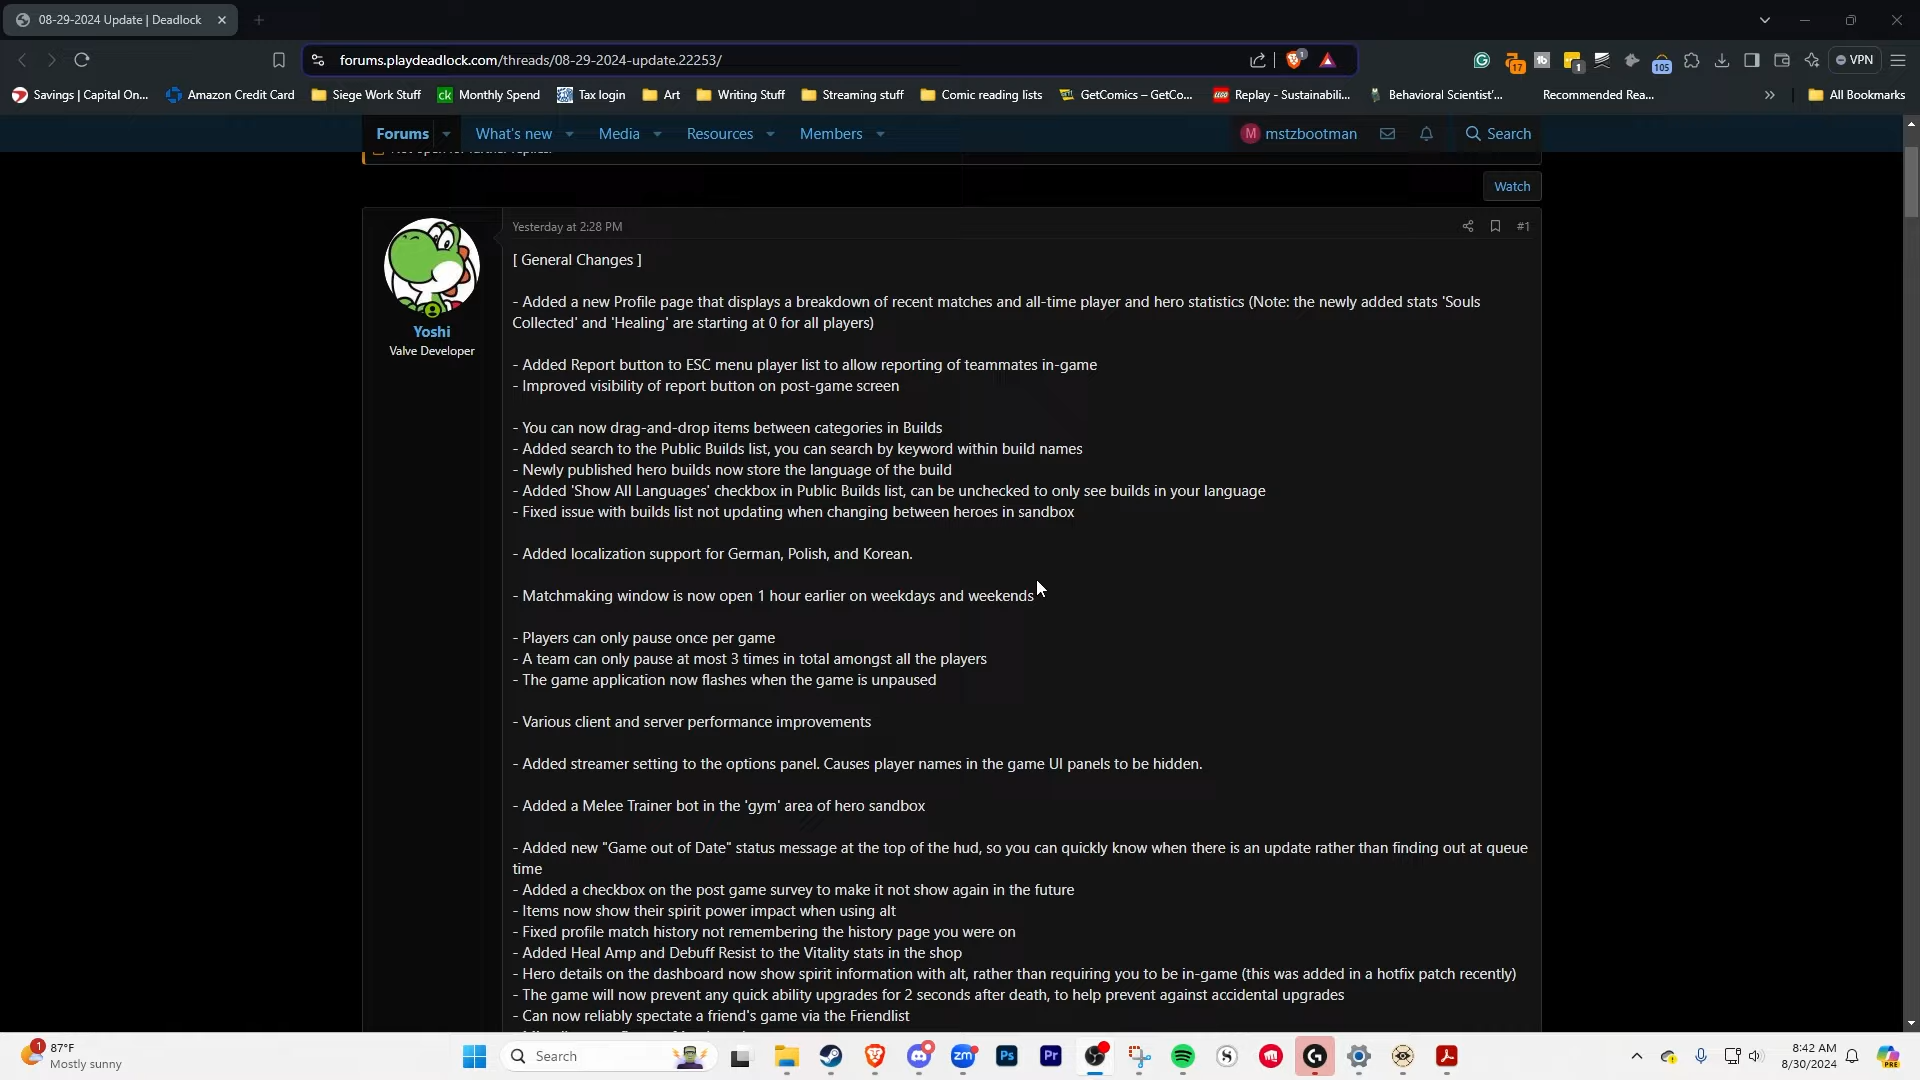 08-29-2024 Update | Deadlock
forums.playdeadlock.com/threads/08-29-2024-update.22253/
1
17
1
105
VPN
Savings | Capital On...
Amazon Credit Card
Siege Work Stuff
ck Monthly Spend
Tax login
Art
Writing Stuff
Streaming stuff
Comic reading lists
GetComics – GetCo...
Replay - Sustainabili...
Behavioral Scientist'...
Recommended Rea...
All Bookmarks
Forums
What's new
Media
Resources
Members
M mstzbootman
Search
Watch
Yesterday at 2:28 PM
#1
Yoshi
Valve Developer
[ General Changes ]
- Added a new Profile page that displays a breakdown of recent matches and all-time player and hero statistics (Note: the newly added stats 'Souls
Collected' and 'Healing' are starting at 0 for all players)
- Added Report button to ESC menu player list to allow reporting of teammates in-game
- Improved visibility of report button on post-game screen
- You can now drag-and-drop items between categories in Builds
- Added search to the Public Builds list, you can search by keyword within build names
- Newly published hero builds now store the language of the build
- Added 'Show All Languages' checkbox in Public Builds list, can be unchecked to only see builds in your language
- Fixed issue with builds list not updating when changing between heroes in sandbox
- Added localization support for German, Polish, and Korean.
- Matchmaking window is now open 1 hour earlier on weekdays and weekends
- Players can only pause once per game
- A team can only pause at most 3 times in total amongst all the players
- The game application now flashes when the game is unpaused
- Various client and server performance improvements
- Added streamer setting to the options panel. Causes player names in the game UI panels to be hidden.
- Added a Melee Trainer bot in the 'gym' area of hero sandbox
- Added new "Game out of Date" status message at the top of the hud, so you can quickly know when there is an update rather than finding out at queue
time
- Added a checkbox on the post game survey to make it not show again in the future
- Items now show their spirit power impact when using alt
- Fixed profile match history not remembering the history page you were on
- Added Heal Amp and Debuff Resist to the Vitality stats in the shop
- Hero details on the dashboard now show spirit information with alt, rather than requiring you to be in-game (this was added in a hotfix patch recently)
- The game will now prevent any quick ability upgrades for 2 seconds after death, to help prevent against accidental upgrades
- Can now reliably spectate a friend's game via the Friendlist
1
87°F
Mostly sunny
Search
zm
Ps
Pr
8:42 AM
8/30/2024
PRE